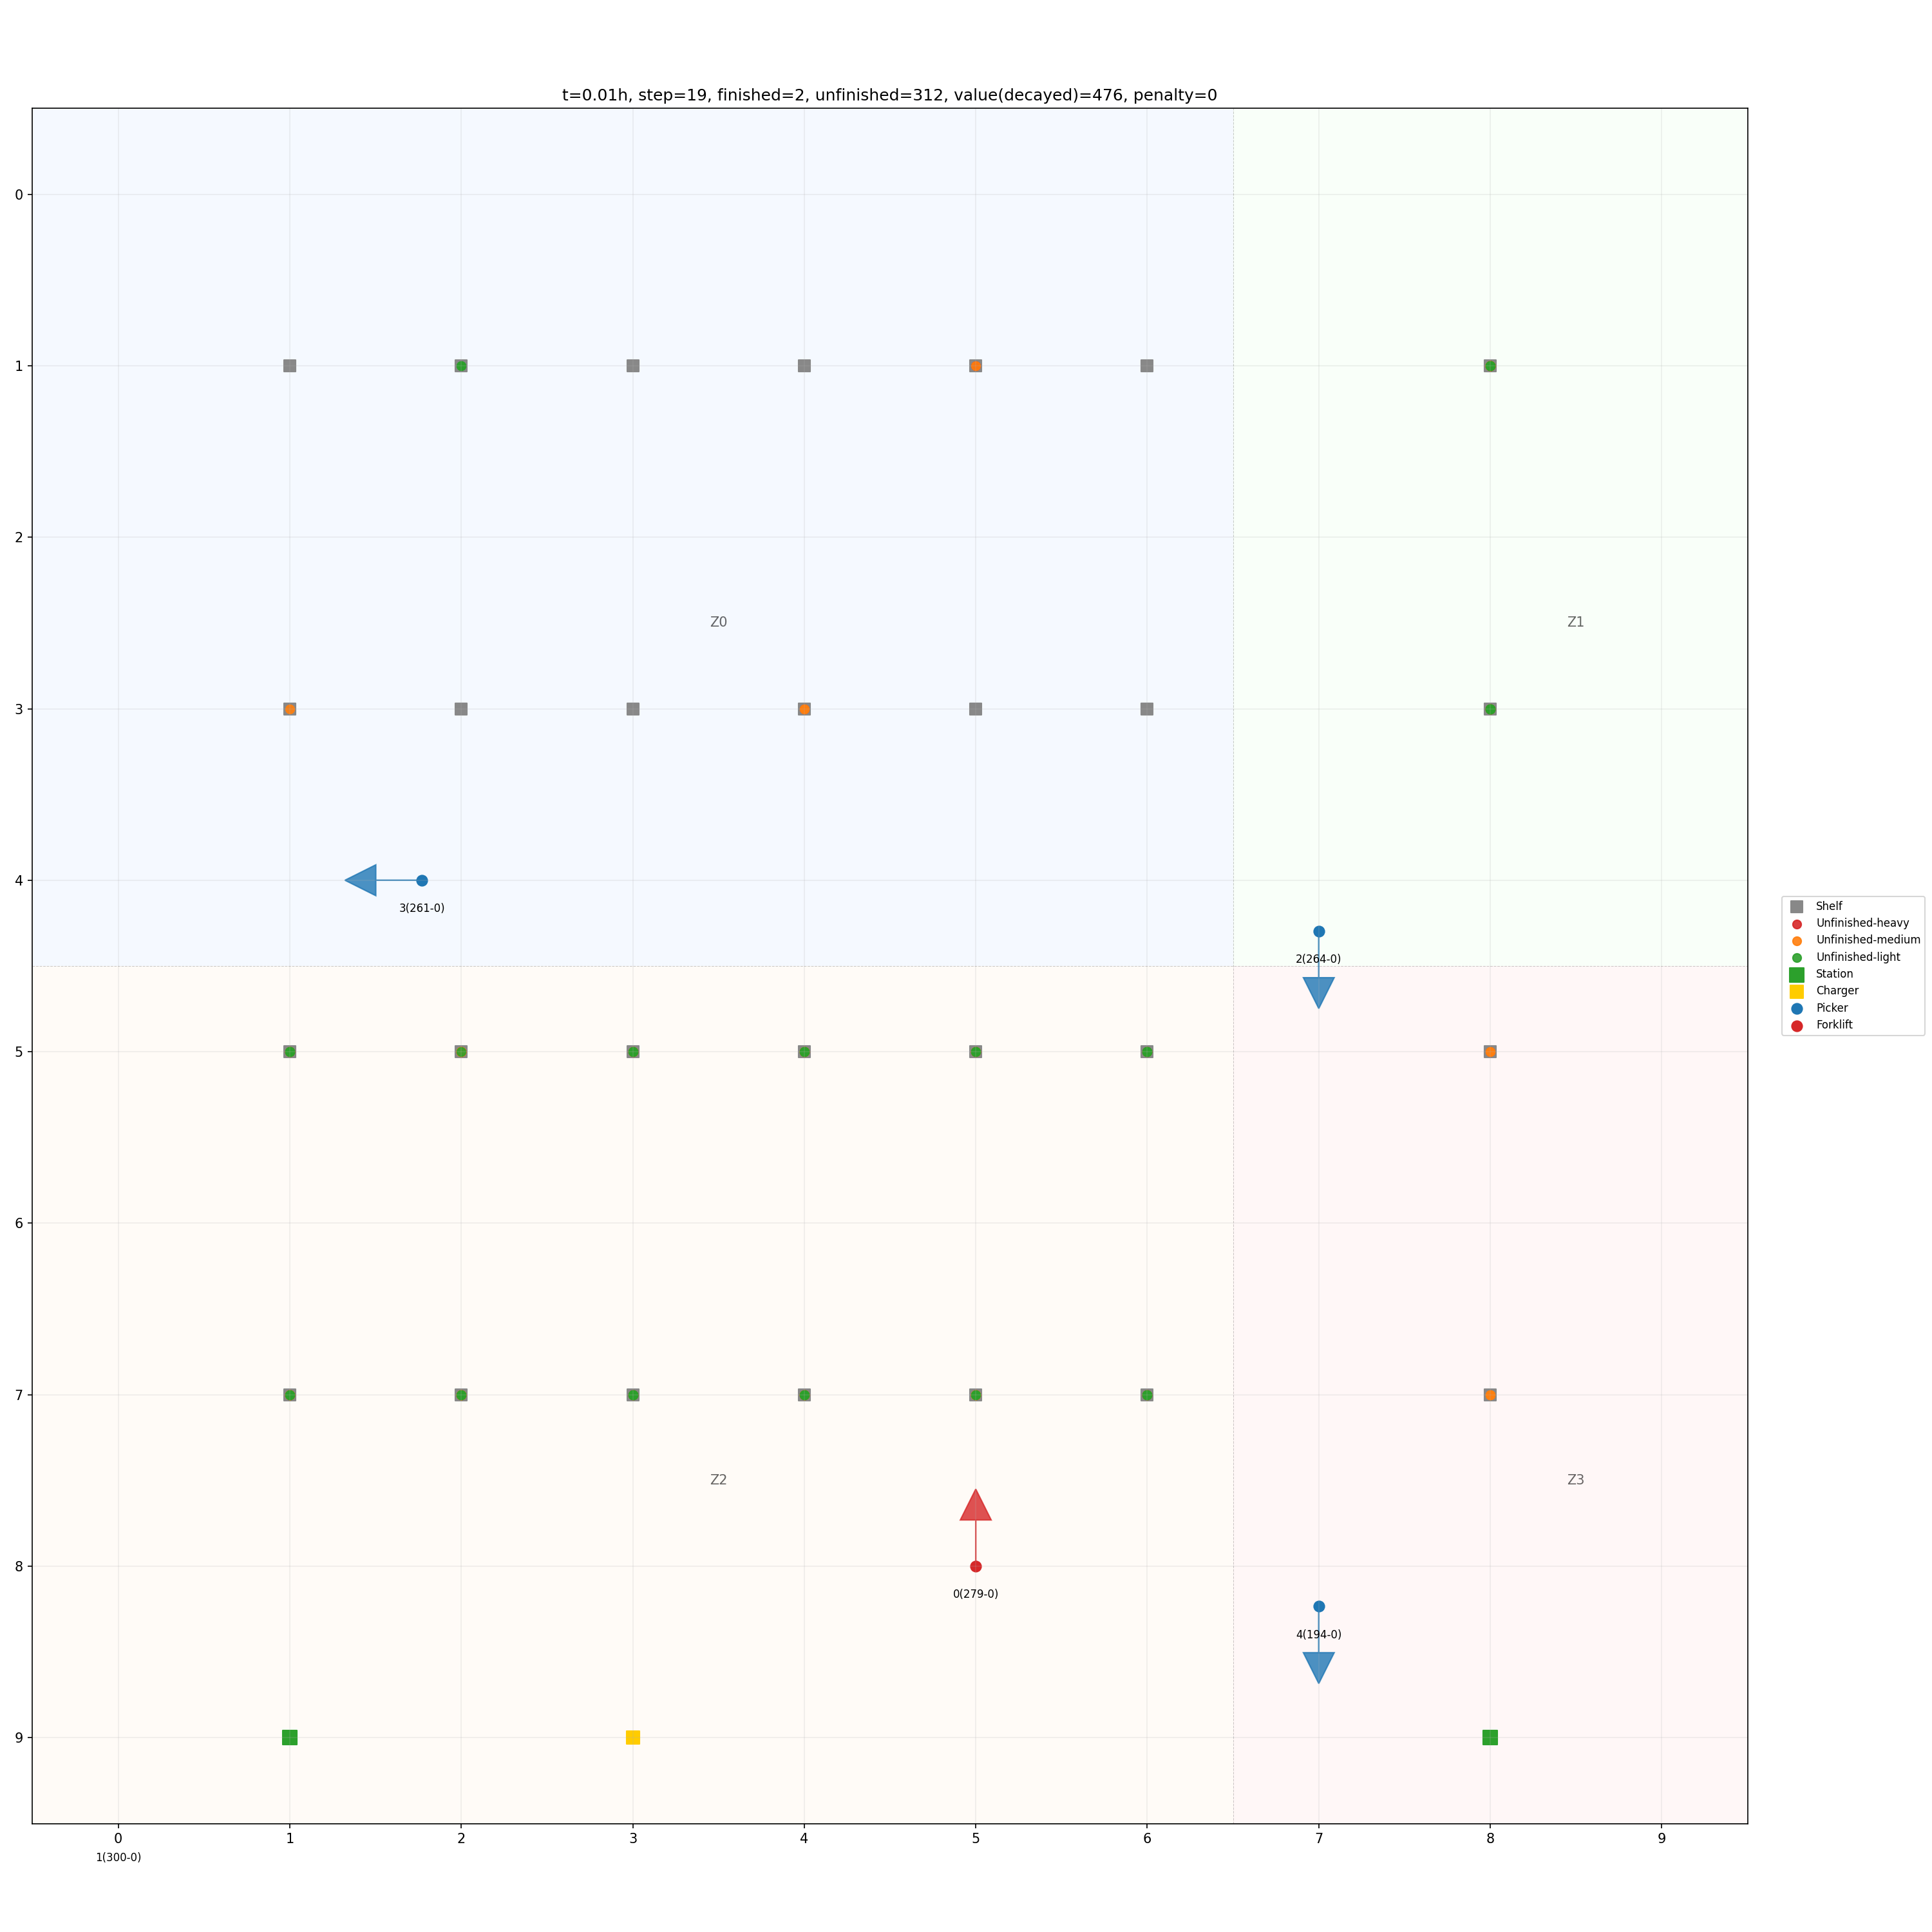 t=0.01h, step=19, finished=2, unfinished=312, value(decayed)=476, penalty=0
0
1
2
Z0
Z1
3
4
3(261-0)
2(264-0)
5
6
7
Z2
Z3
8
0(279-0)
4(194-0)
9
0 1 2 3 4 5 6 7 8 9
1(300-0)
Shelf
Unfinished-heavy
Unfinished-medium
Unfinished-light
Station
Charger
Picker
Forklift